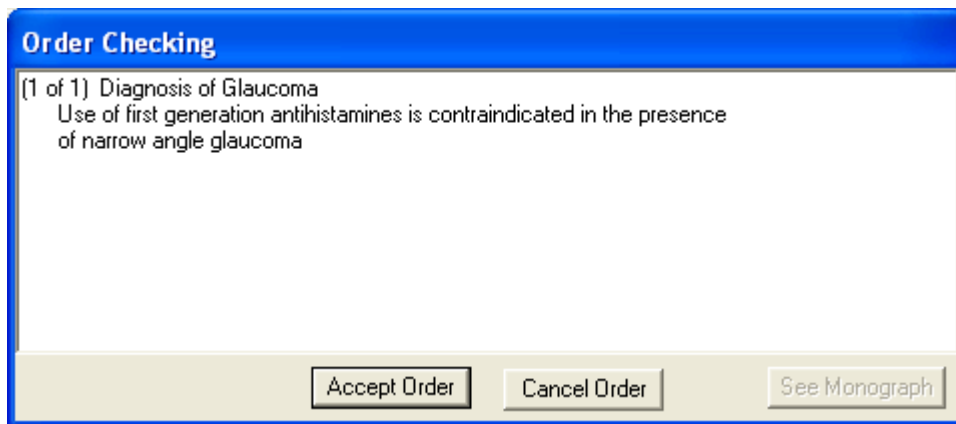 Order Checking
(1 of 1) Diagnosis of Glaucoma
Use of first generation antihistamines is contraindicated in the presence
of narrow angle glaucoma
Accept Order Cancel Order See Monograph